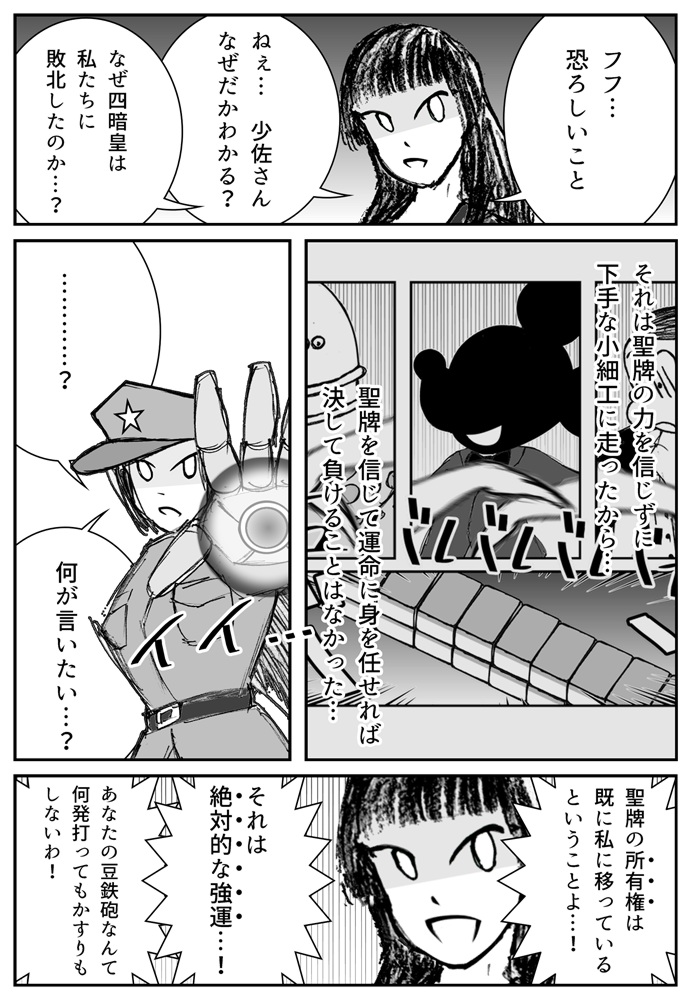 フフ…
恐ろしいこと
ねぇ… 少佐さん
なぜだかわかる？
なぜ四暗皇は
私たちに
敗北したのか…？
それは聖牌の力を信じずに
下手な小細工に走ったから…
聖牌を信じて運命に身を任せれば
決して負けることはなかった…
バババババ
…………？
何が言いたい…？
イイ…
聖牌の所有権は
既に私に移っている
ということよ…！
それは
絶対的な強運…！
あなたの豆鉄砲なんて
何発打ってもかすりも
しないわ！